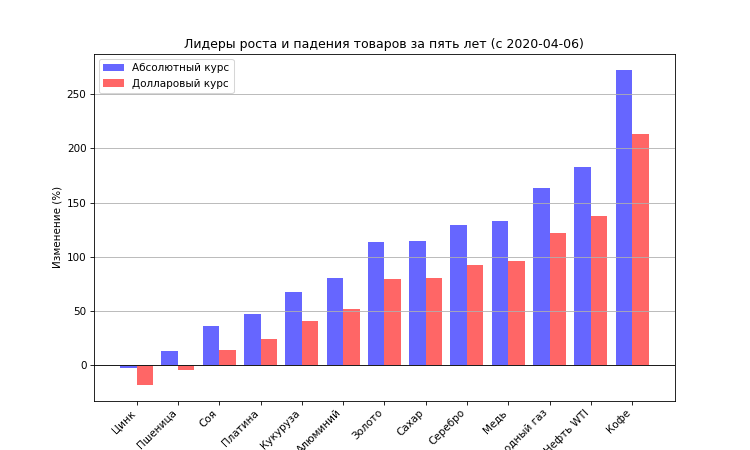 Лидеры роста и падения товаров за пять лет (с 2020-04-06)
Абсолютный курс
Долларовый курс
Изменение (%)
250
200
150
100
50
0
Цинк
Пшеница
Соя
Платина
Кукуруза
Алюминий
Золото
Сахар
Серебро
Медь
одный газ
Нефть WTI
Кофе